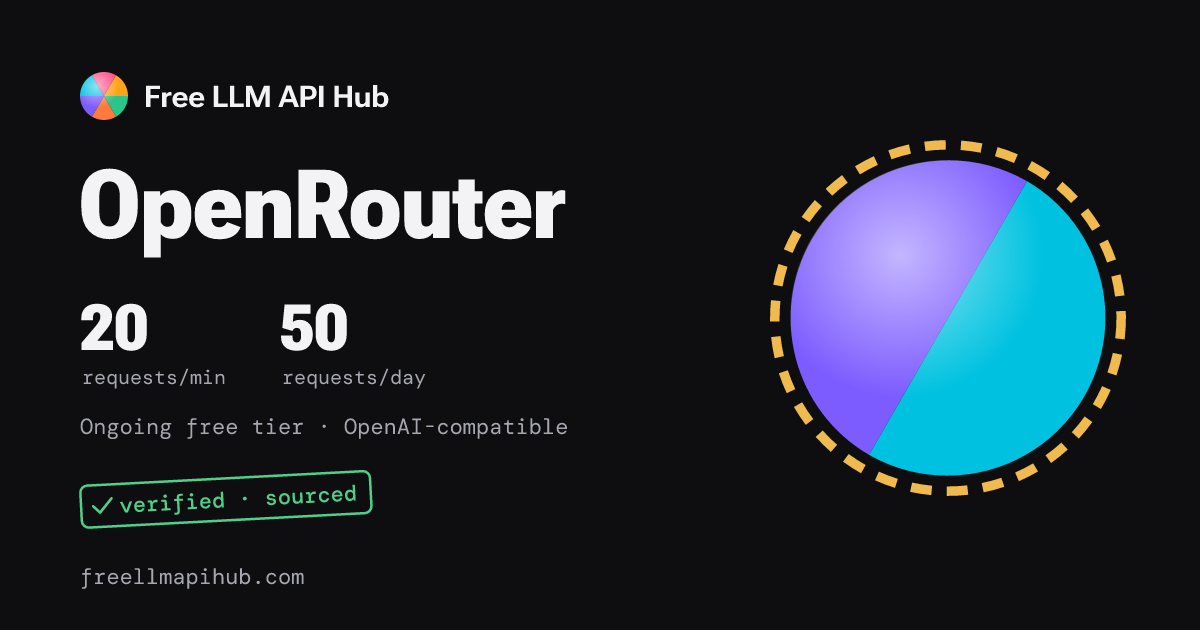 Free LLM API Hub
OpenRouter
20 50
requests/min requests/day
Ongoing free tier · OpenAI-compatible
✓ verified · sourced
freellmapihub.com